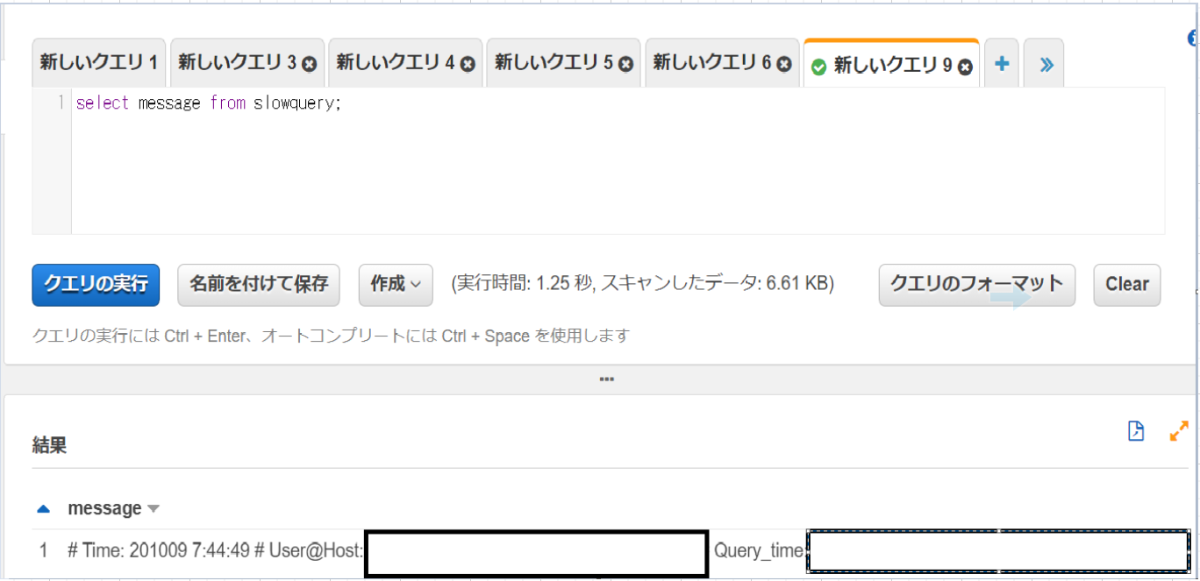 新しいクエリ 1 新しいクエリ 3 新しいクエリ 4 新しいクエリ 5 新しいクエリ 6 新しいクエリ 9 + »
1 select message from slowquery;
クエリの実行 名前を付けて保存 作成 (実行時間: 1.25 秒, スキャンしたデータ: 6.61 KB) クエリのフォーマット Clear
クエリの実行には Ctrl + Enter、オートコンプリートには Ctrl + Space を使用します
結果
message
1 # Time: 201009 7:44:49 # User@Host: Query_time